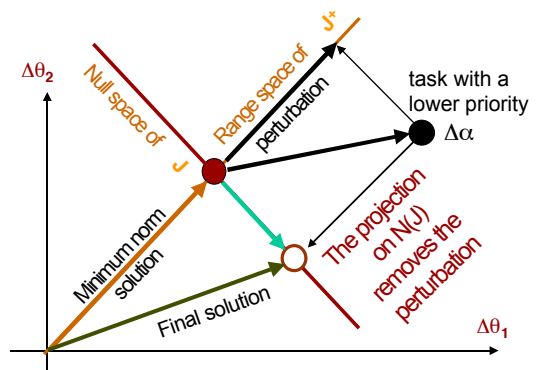 Δθ₂
Null space of
J
Range space of
J⁺
perturbation
task with a
lower priority
Δα
Minimum norm
solution
Final solution
The projection
on N(J)
removes the
perturbation
Δθ₁